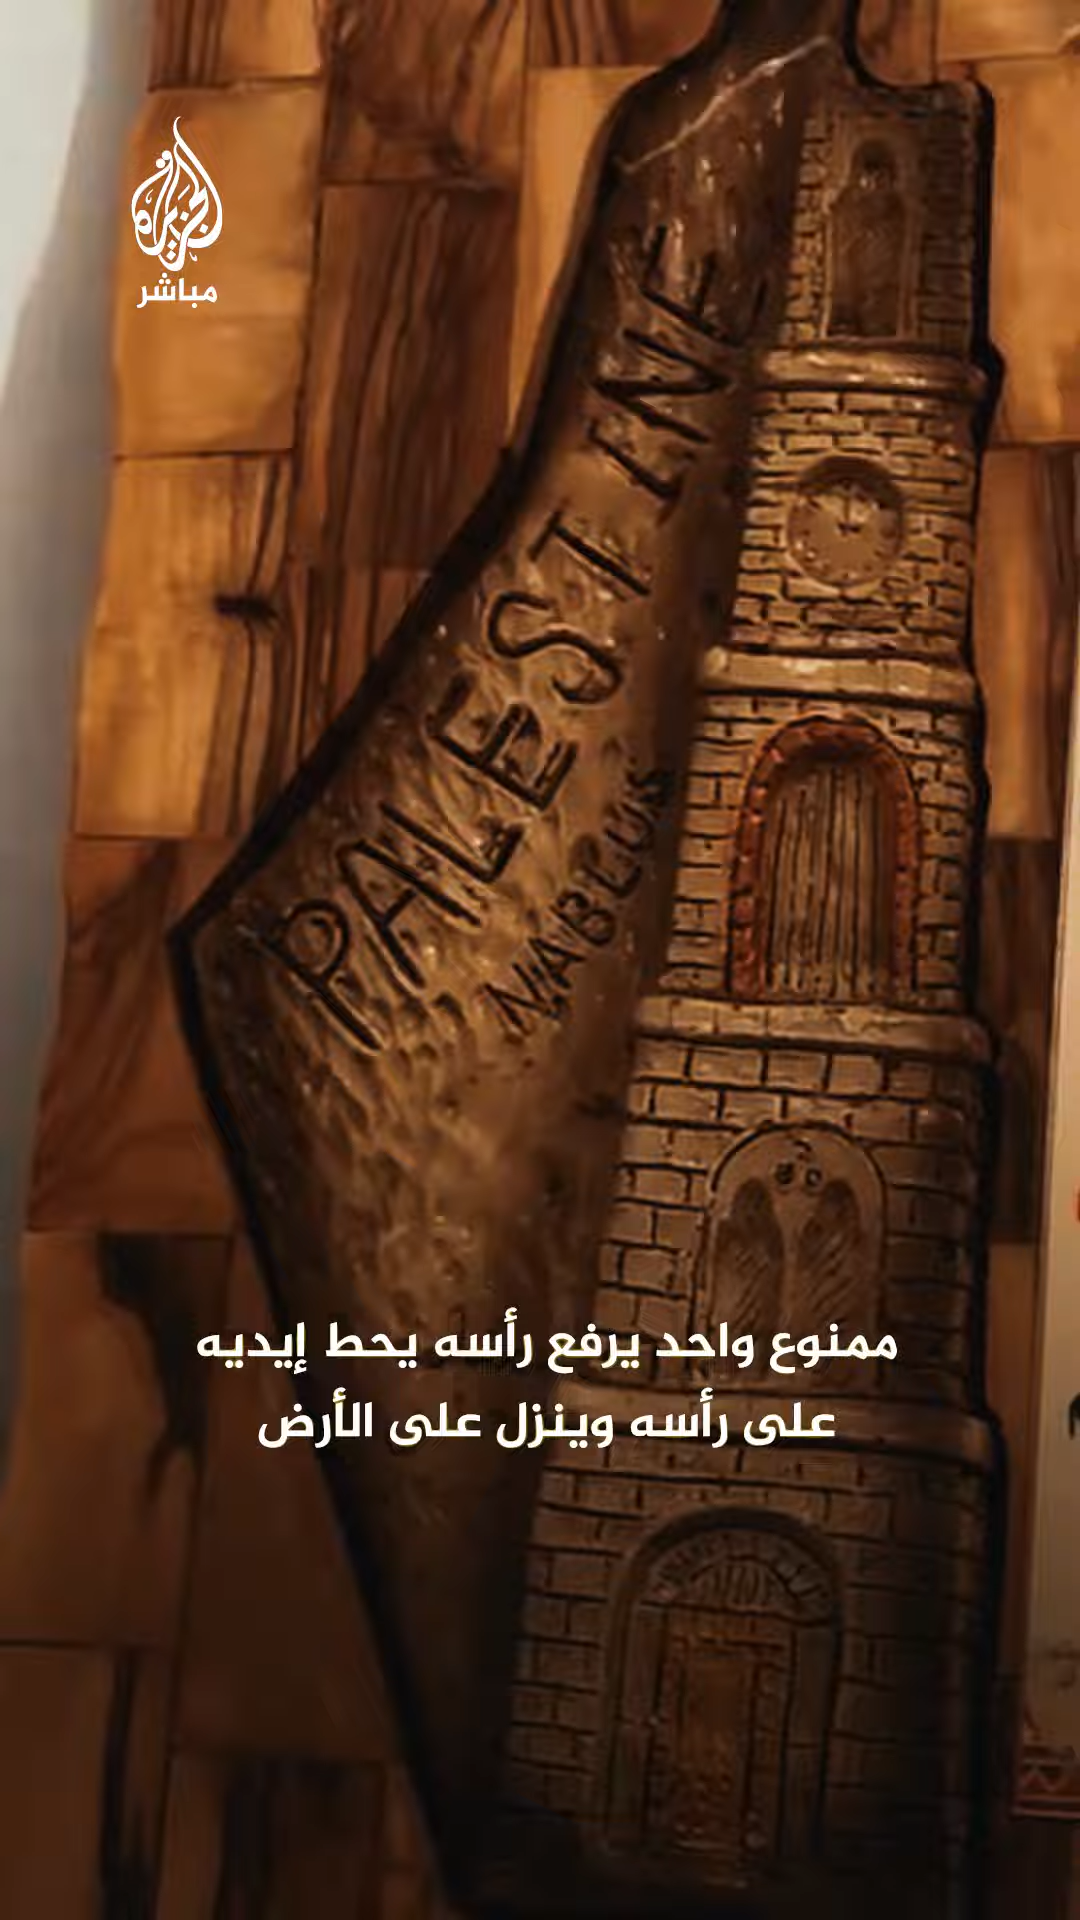 الجزيرة
مباشر
PALESTINE
NABLUS
ممنوع واحد يرفع رأسه يحط إيديه
على رأسه وينزل على الأرض